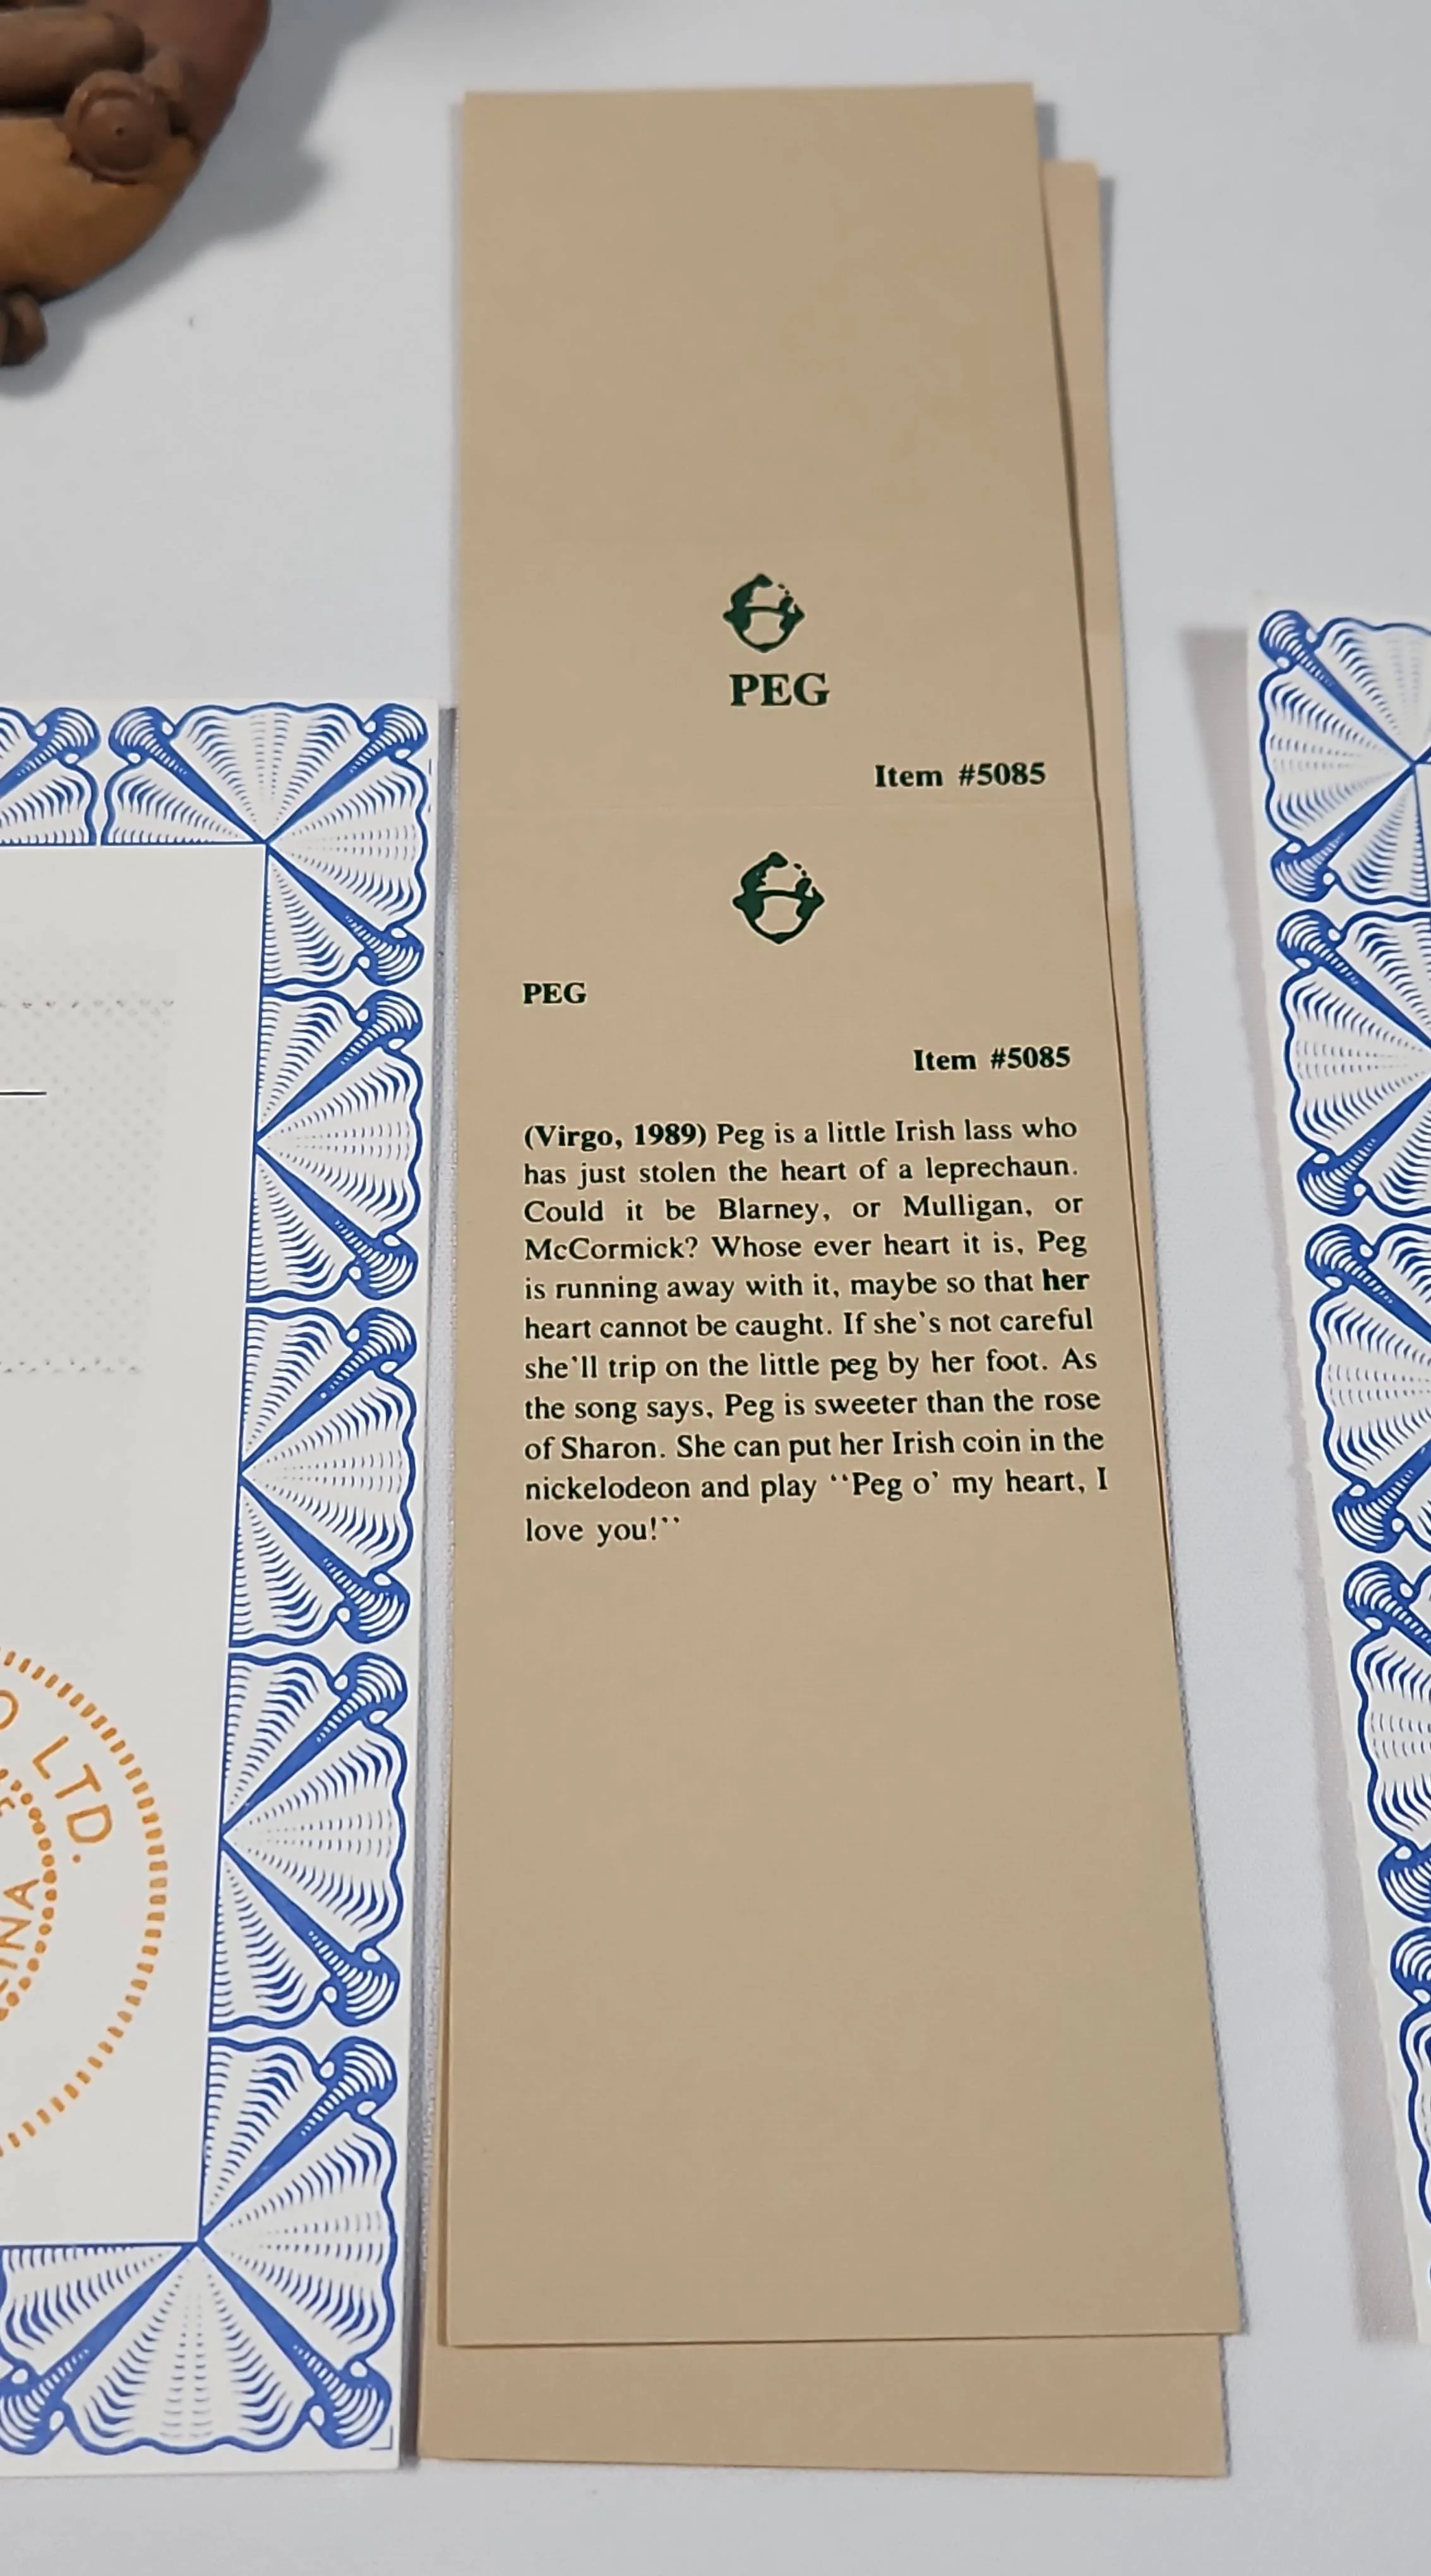 PEG
Item #5085
PEG
Item #5085
(Virgo, 1989) Peg is a little Irish lass who
has just stolen the heart of a leprechaun.
Could it be Blarney, or Mulligan, or
McCormick? Whose ever heart it is, Peg
is running away with it, maybe so that her
heart cannot be caught. If she's not careful
she'll trip on the little peg by her foot. As
the song says, Peg is sweeter than the rose
of Sharon. She can put her Irish coin in the
nickelodeon and play ‘‘Peg o' my heart, I
love you!’’
LTD.